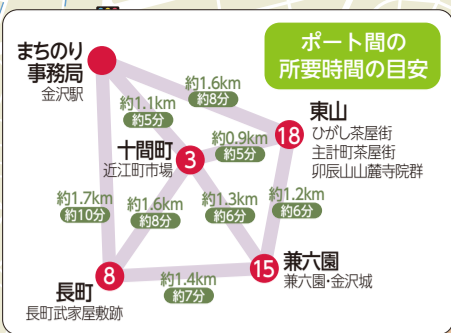 ポート間の
所要時間の目安
まちのり
事務局
金沢駅
約1.6km
約8分
約1.1km
約5分
東山
18
ひがし茶屋街
主計町茶屋街
卯辰山山麓寺院群
約0.9km
約5分
十間町
3
近江町市場
約1.7km
約10分
約1.6km
約8分
約1.3km
約6分
約1.2km
約6分
8
長町
長町武家屋敷跡
約1.4km
約7分
15
兼六園
兼六園・金沢城